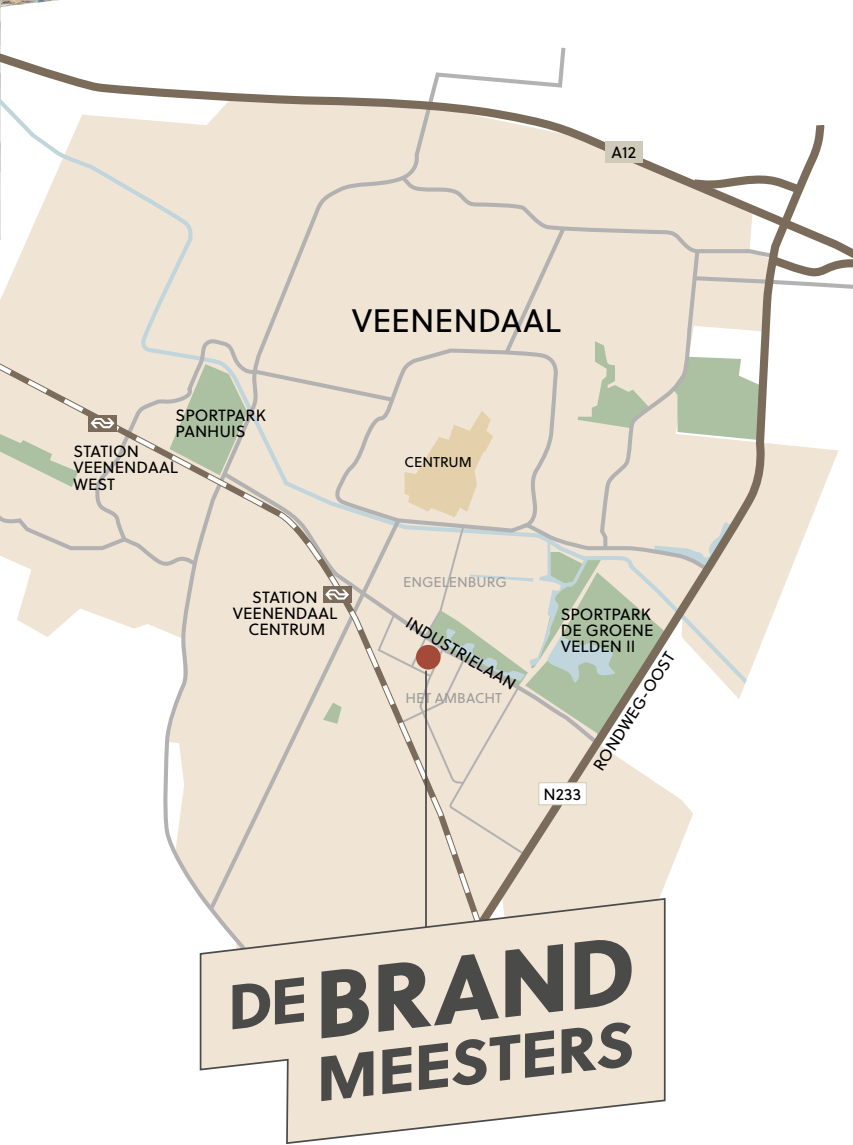 A12
VEENENDAAL
SPORTPARK
PANHUIS
STATION
VEENENDAAL
WEST
CENTRUM
ENGELENBURG
STATION
VEENENDAAL
CENTRUM
SPORTPARK
DE GROENE
VELDEN II
INDUSTRIELAAN
HET AMBACHT
RONDWEG-OOST
N233
DE BRAND
MEESTERS